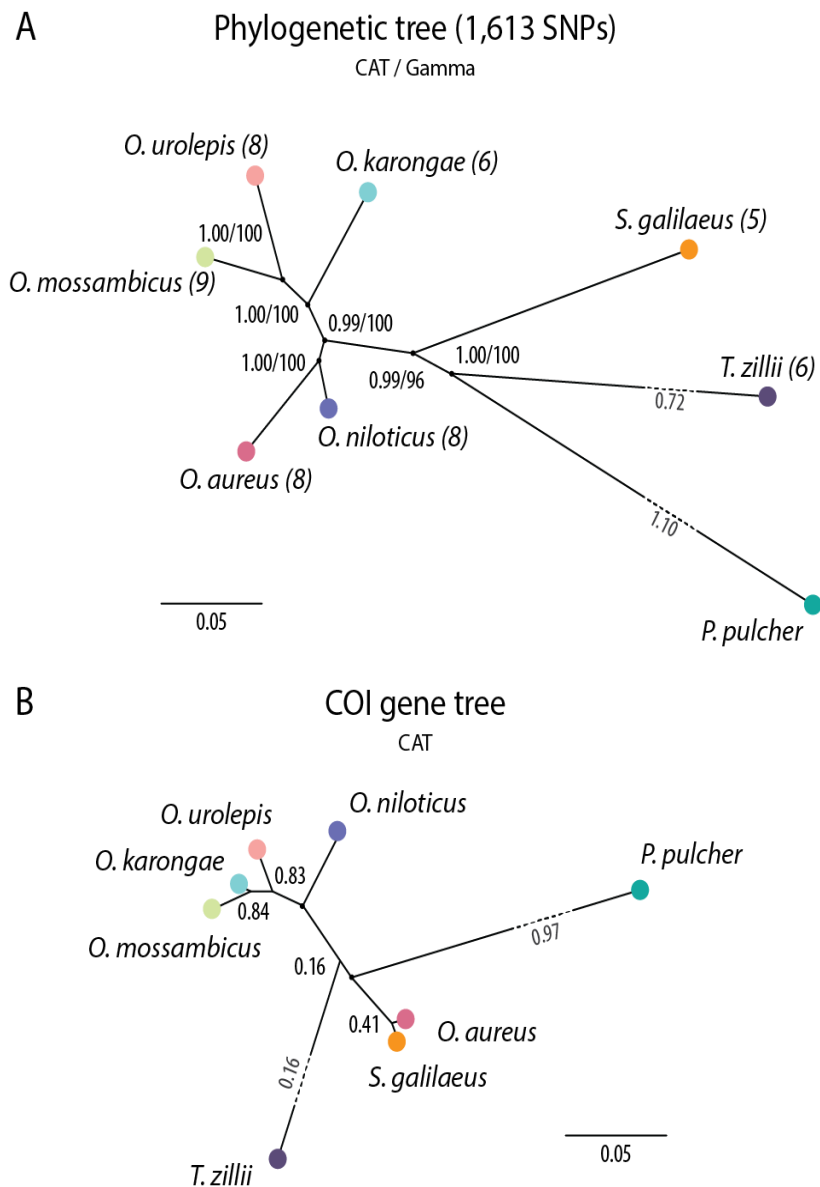 A
Phylogenetic tree (1,613 SNPs)
CAT / Gamma
O. urolepis (8)
O. karongae (6)
S. galilaeus (5)
1.00/100
O. mossambicus (9)
1.00/100
0.99/100
1.00/100
1.00/100
0.99/96
T. zillii (6)
0.72
O. niloticus (8)
O. aureus (8)
1.10
0.05
P. pulcher
B
COI gene tree
CAT
O. niloticus
O. urolepis
P. pulcher
O. karongae
0.83
0.84
O. mossambicus
0.97
0.16
0.41
O. aureus
S. galilaeus
0.16
0.05
T. zillii